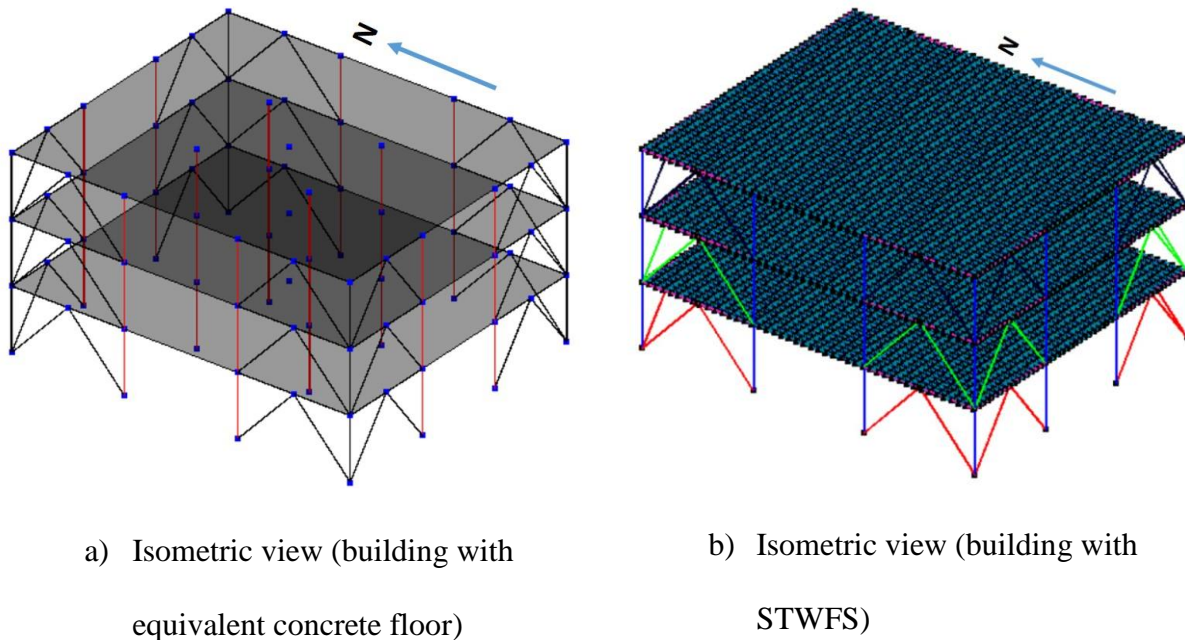 N
N
a) Isometric view (building with
equivalent concrete floor)
b) Isometric view (building with
STWFS)